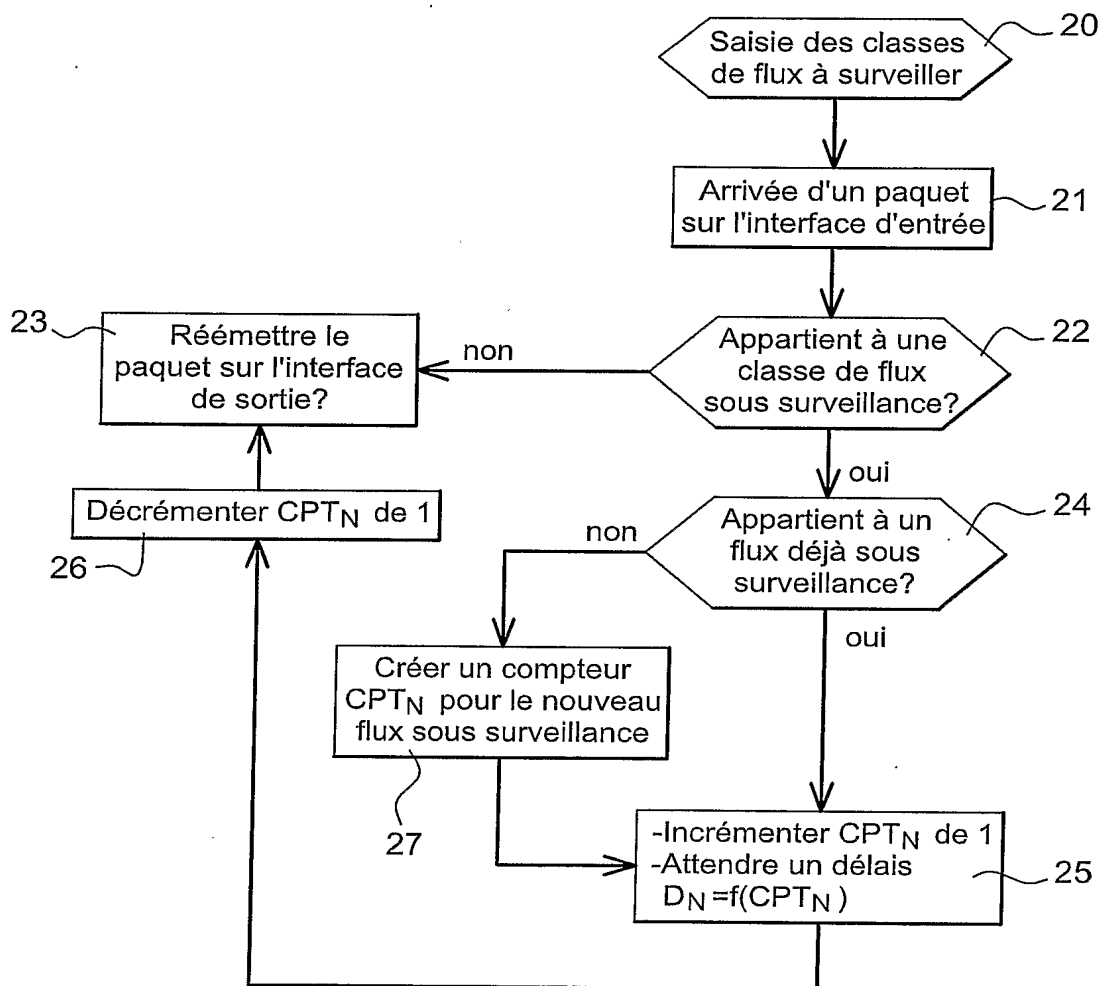 Saisie des classes
de flux à surveiller
20
Arrivée d'un paquet
sur l'interface d'entrée
21
23
Réémettre le
paquet sur l'interface
de sortie?
non
Appartient à une
classe de flux
sous surveillance?
22
oui
Décrémenter CPTN de 1
26
non
Appartient à un
flux déjà sous
surveillance?
24
oui
Créer un compteur
CPTN pour le nouveau
flux sous surveillance
27
-Incrémenter CPTN de 1
-Attendre un délais
DN=f(CPTN)
25